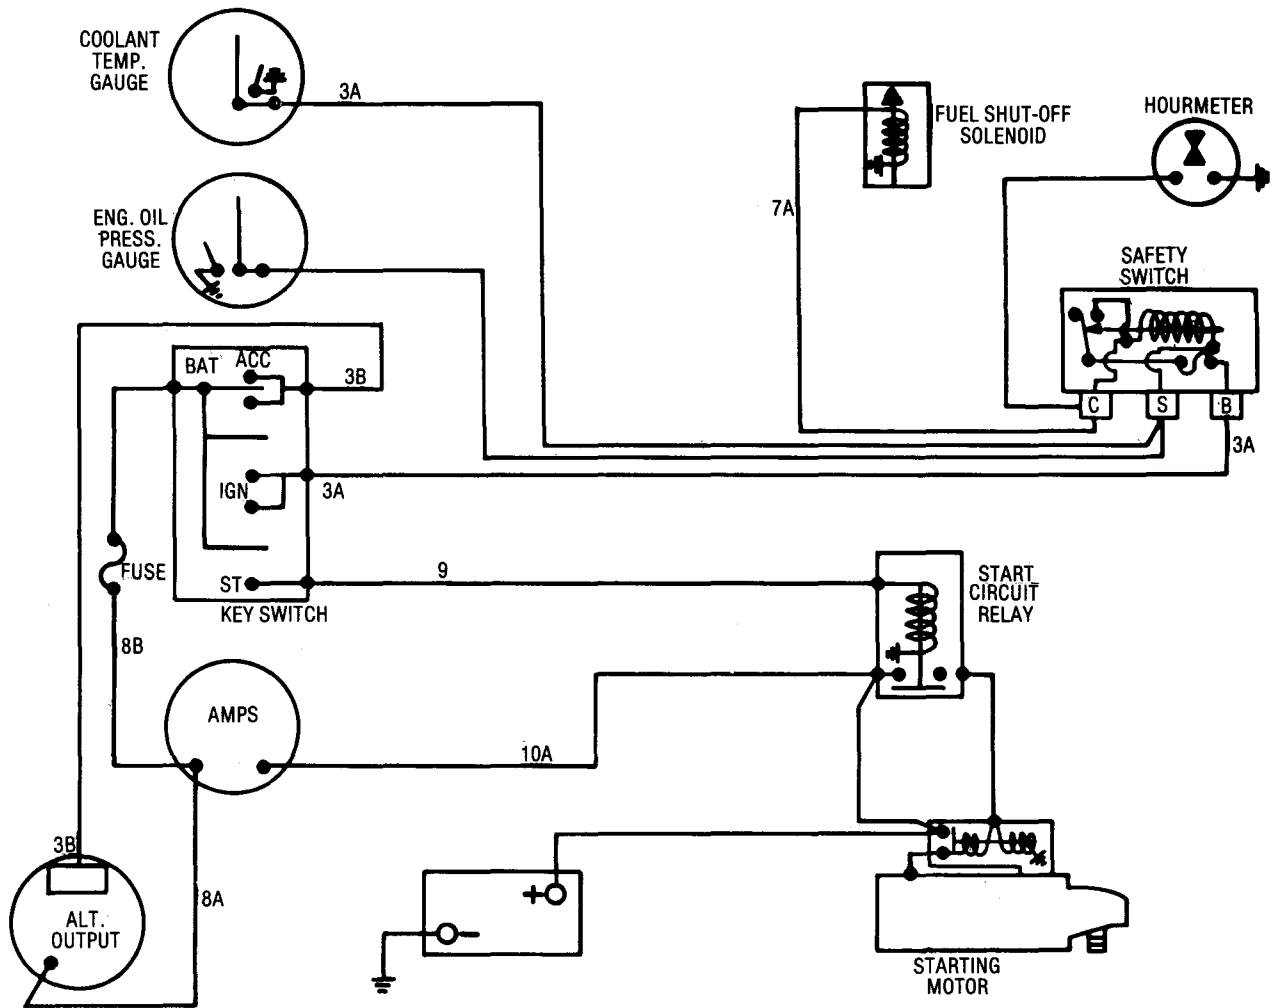 COOLANT
TEMP.
GAUGE
3A
FUEL SHUT-OFF
SOLENOID
HOURMETER
7A
ENG. OIL
PRESS.
GAUGE
SAFETY
SWITCH
BAT
ACC
3B
C
S
B
3A
IGN
3A
FUSE
ST
9
KEY SWITCH
START
CIRCUIT
RELAY
8B
AMPS
10A
3B
8A
ALT.
OUTPUT
+
−
STARTING
MOTOR